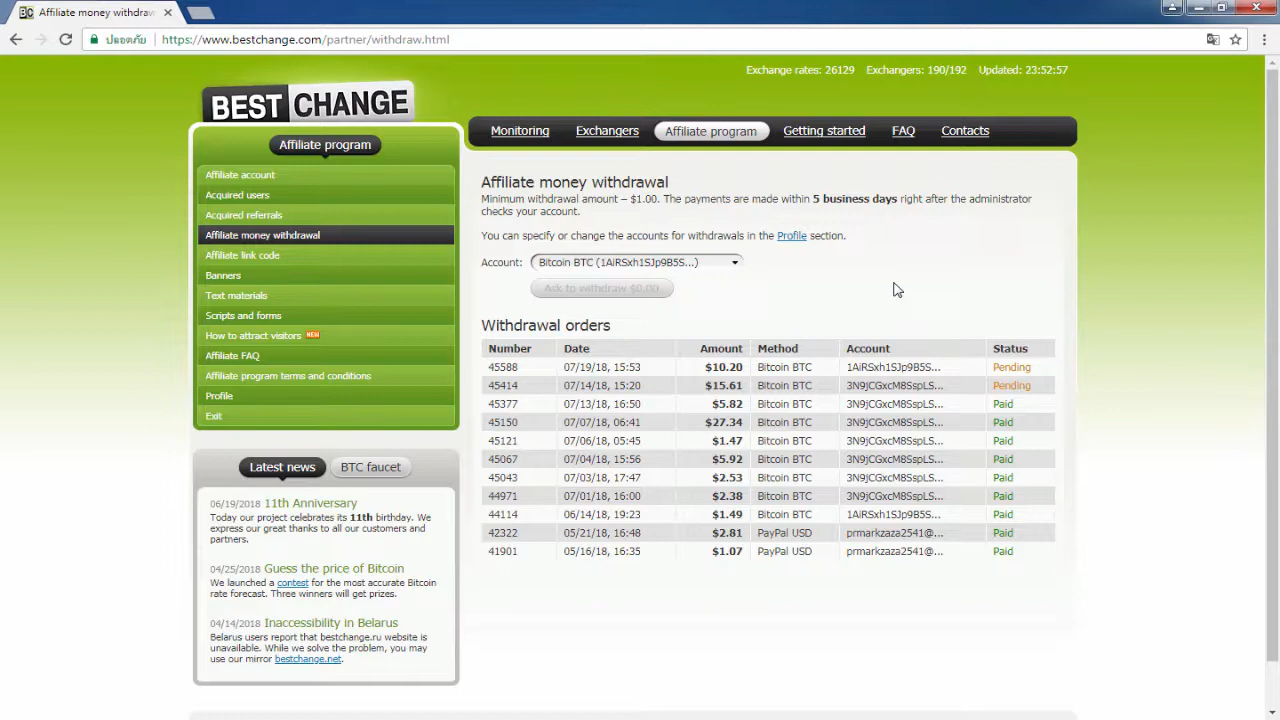 BC Affiliate money withdraw
ปลอดภัย https://www.bestchange.com/partner/withdraw.html
Exchange rates: 26129 Exchangers: 190/192 Updated: 23:52:57
BEST CHANGE
Monitoring Exchangers Affiliate program Getting started FAQ Contacts
Affiliate program
Affiliate account
Acquired users
Acquired referrals
Affiliate money withdrawal
Affiliate link code
Banners
Text materials
Scripts and forms
How to attract visitors NEW
Affiliate FAQ
Affiliate program terms and conditions
Profile
Exit
Latest news BTC faucet
06/19/2018 11th Anniversary
Today our project celebrates its 11th birthday. We
express our great thanks to all our customers and
partners.
04/25/2018 Guess the price of Bitcoin
We launched a contest for the most accurate Bitcoin
rate forecast. Three winners will get prizes.
04/14/2018 Inaccessibility in Belarus
Belarus users report that bestchange.ru website is
unavailable. While we solve the problem, you may
use our mirror bestchange.net.
Affiliate money withdrawal
Minimum withdrawal amount – $1.00. The payments are made within 5 business days right after the administrator
checks your account.
You can specify or change the accounts for withdrawals in the Profile section.
Account: Bitcoin BTC (1AiRSxh1SJp9B5S...)
Ask to withdraw $0.00
Withdrawal orders
Number Date Amount Method Account Status
45588 07/19/18, 15:53 $10.20 Bitcoin BTC 1AiRSxh1SJp9B5S... Pending
45414 07/14/18, 15:20 $15.61 Bitcoin BTC 3N9jCGxcM8SspLS... Pending
45377 07/13/18, 16:50 $5.82 Bitcoin BTC 3N9jCGxcM8SspLS... Paid
45150 07/07/18, 06:41 $27.34 Bitcoin BTC 3N9jCGxcM8SspLS... Paid
45121 07/06/18, 05:45 $1.47 Bitcoin BTC 3N9jCGxcM8SspLS... Paid
45067 07/04/18, 15:56 $5.92 Bitcoin BTC 3N9jCGxcM8SspLS... Paid
45043 07/03/18, 17:47 $2.53 Bitcoin BTC 3N9jCGxcM8SspLS... Paid
44971 07/01/18, 16:00 $2.38 Bitcoin BTC 3N9jCGxcM8SspLS... Paid
44114 06/14/18, 19:23 $1.49 Bitcoin BTC 1AiRSxh1SJp9B5S... Paid
42322 05/21/18, 16:48 $2.81 PayPal USD prmarkzaza2541@... Paid
41901 05/16/18, 16:35 $1.07 PayPal USD prmarkzaza2541@... Paid